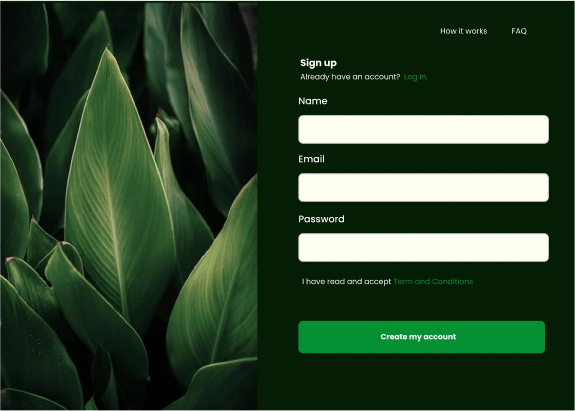 How it works FAQ
Sign up
Already have an account? Log In.
Name
Email
Password
I have read and accept Term and Conditions
Create my account